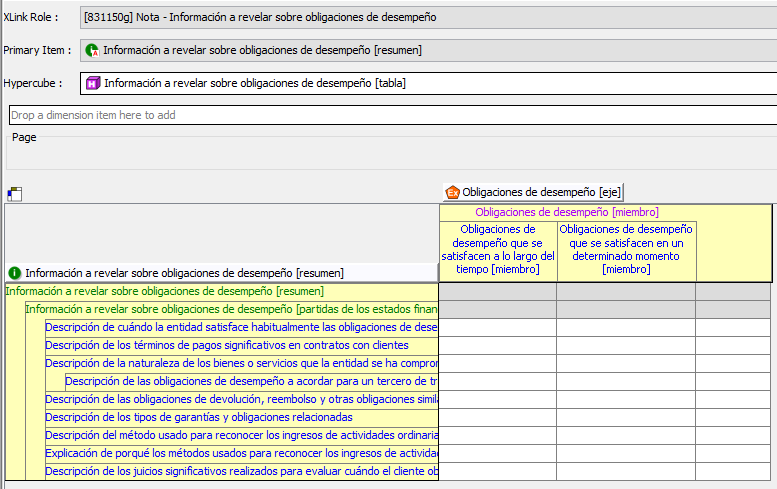 XLink Role :
[831150g] Nota - Información a revelar sobre obligaciones de desempeño
Primary Item :
Información a revelar sobre obligaciones de desempeño [resumen]
Hypercube :
Información a revelar sobre obligaciones de desempeño [tabla]
Drop a dimension item here to add
Page
Obligaciones de desempeño [eje]
Obligaciones de desempeño [miembro]
Obligaciones de
desempeño que se
satisfacen a lo largo del
tiempo [miembro]
Obligaciones de desempeño
que se satisfacen en un
determinado momento
[miembro]
Información a revelar sobre obligaciones de desempeño [resumen]
Información a revelar sobre obligaciones de desempeño [resumen]
Información a revelar sobre obligaciones de desempeño [partidas de los estados finan
Descripción de cuándo la entidad satisface habitualmente las obligaciones de dese
Descripción de los términos de pagos significativos en contratos con clientes
Descripción de la naturaleza de los bienes o servicios que la entidad se ha compron
Descripción de las obligaciones de desempeño a acordar para un tercero de tr
Descripción de las obligaciones de devolución, reembolso y otras obligaciones simila
Descripción de los tipos de garantías y obligaciones relacionadas
Descripción del método usado para reconocer los ingresos de actividades ordinaria
Explicación de porqué los métodos usados para reconocer los ingresos de activida
Descripción de los juicios significativos realizados para evaluar cuándo el cliente ob